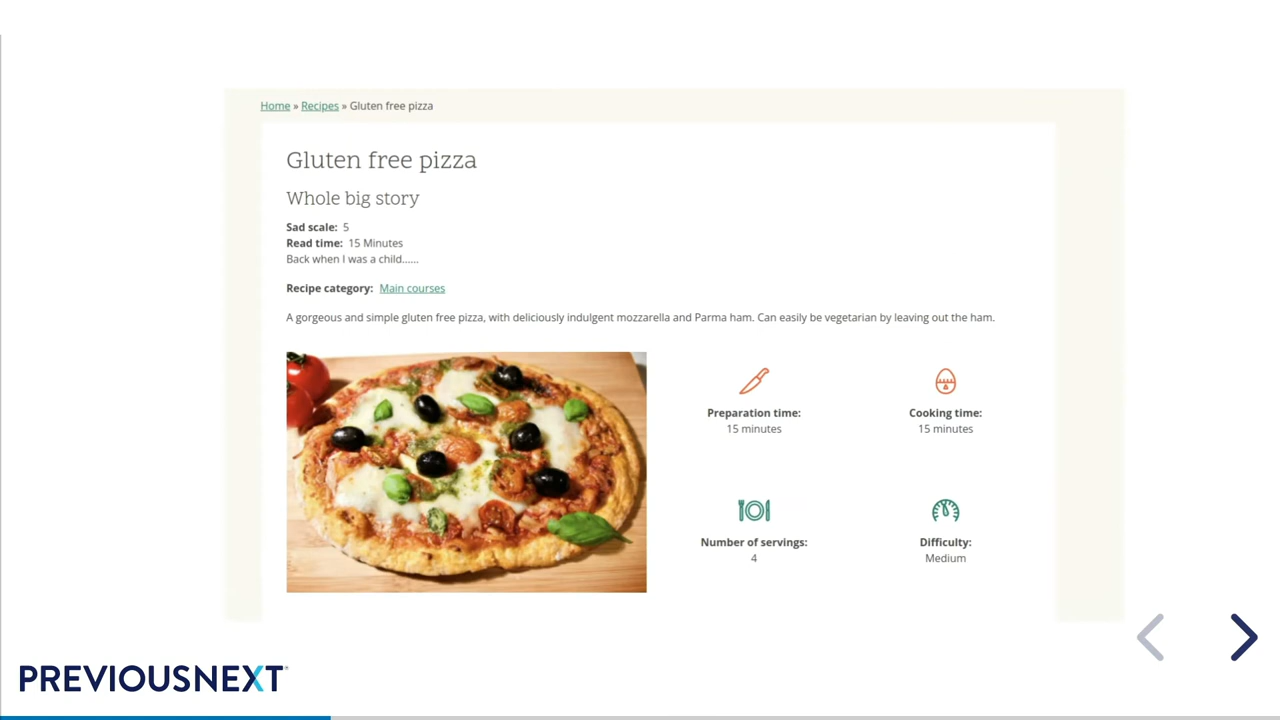 Home » Recipes » Gluten free pizza
Gluten free pizza
Whole big story
Sad scale: 5
Read time: 15 Minutes
Back when I was a child......
Recipe category: Main courses
A gorgeous and simple gluten free pizza, with deliciously indulgent mozzarella and Parma ham. Can easily be vegetarian by leaving out the ham.
Preparation time:
15 minutes
Cooking time:
15 minutes
Number of servings:
4
Difficulty:
Medium
PREVIOUSNEXT